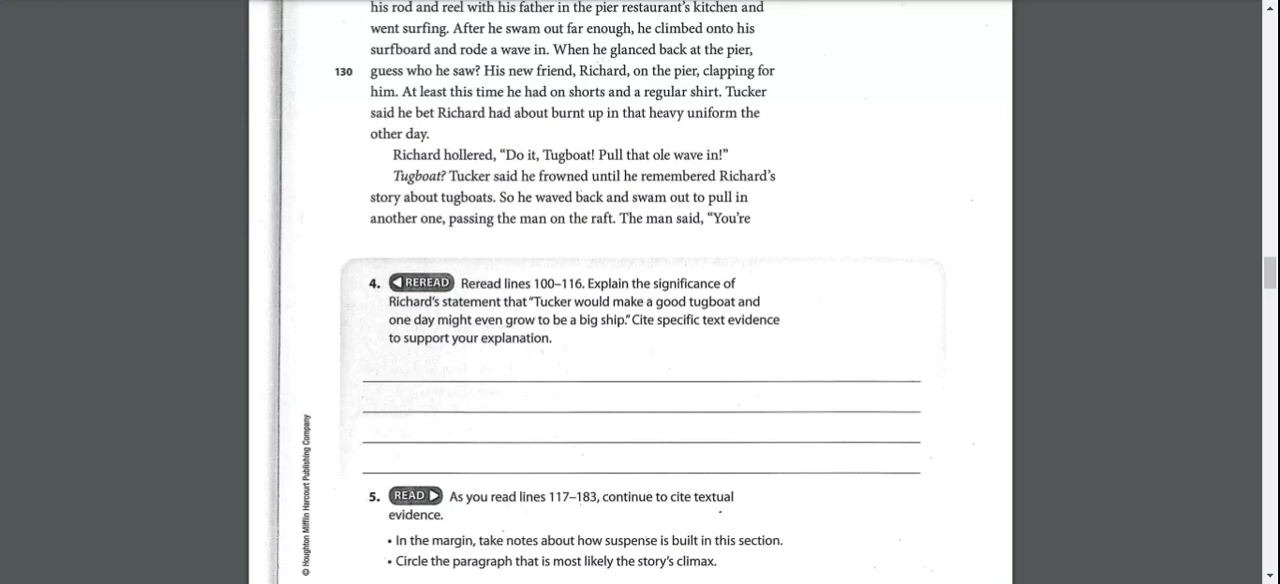 his rod and reel with his father in the pier restaurant's kitchen and
went surfing. After he swam out far enough, he climbed onto his
surfboard and rode a wave in. When he glanced back at the pier,
130 guess who he saw? His new friend, Richard, on the pier, clapping for
him. At least this time he had on shorts and a regular shirt. Tucker
said he bet Richard had about burnt up in that heavy uniform the
other day.
Richard hollered, “Do it, Tugboat! Pull that ole wave in!”
Tugboat? Tucker said he frowned until he remembered Richard's
story about tugboats. So he waved back and swam out to pull in
another one, passing the man on the raft. The man said, “You're
4. REREAD Reread lines 100–116. Explain the significance of
Richard's statement that “Tucker would make a good tugboat and
one day might even grow to be a big ship.” Cite specific text evidence
to support your explanation.
5. READ As you read lines 117–183, continue to cite textual
evidence.
• In the margin, take notes about how suspense is built in this section.
• Circle the paragraph that is most likely the story's climax.
© Houghton Mifflin Harcourt Publishing Company